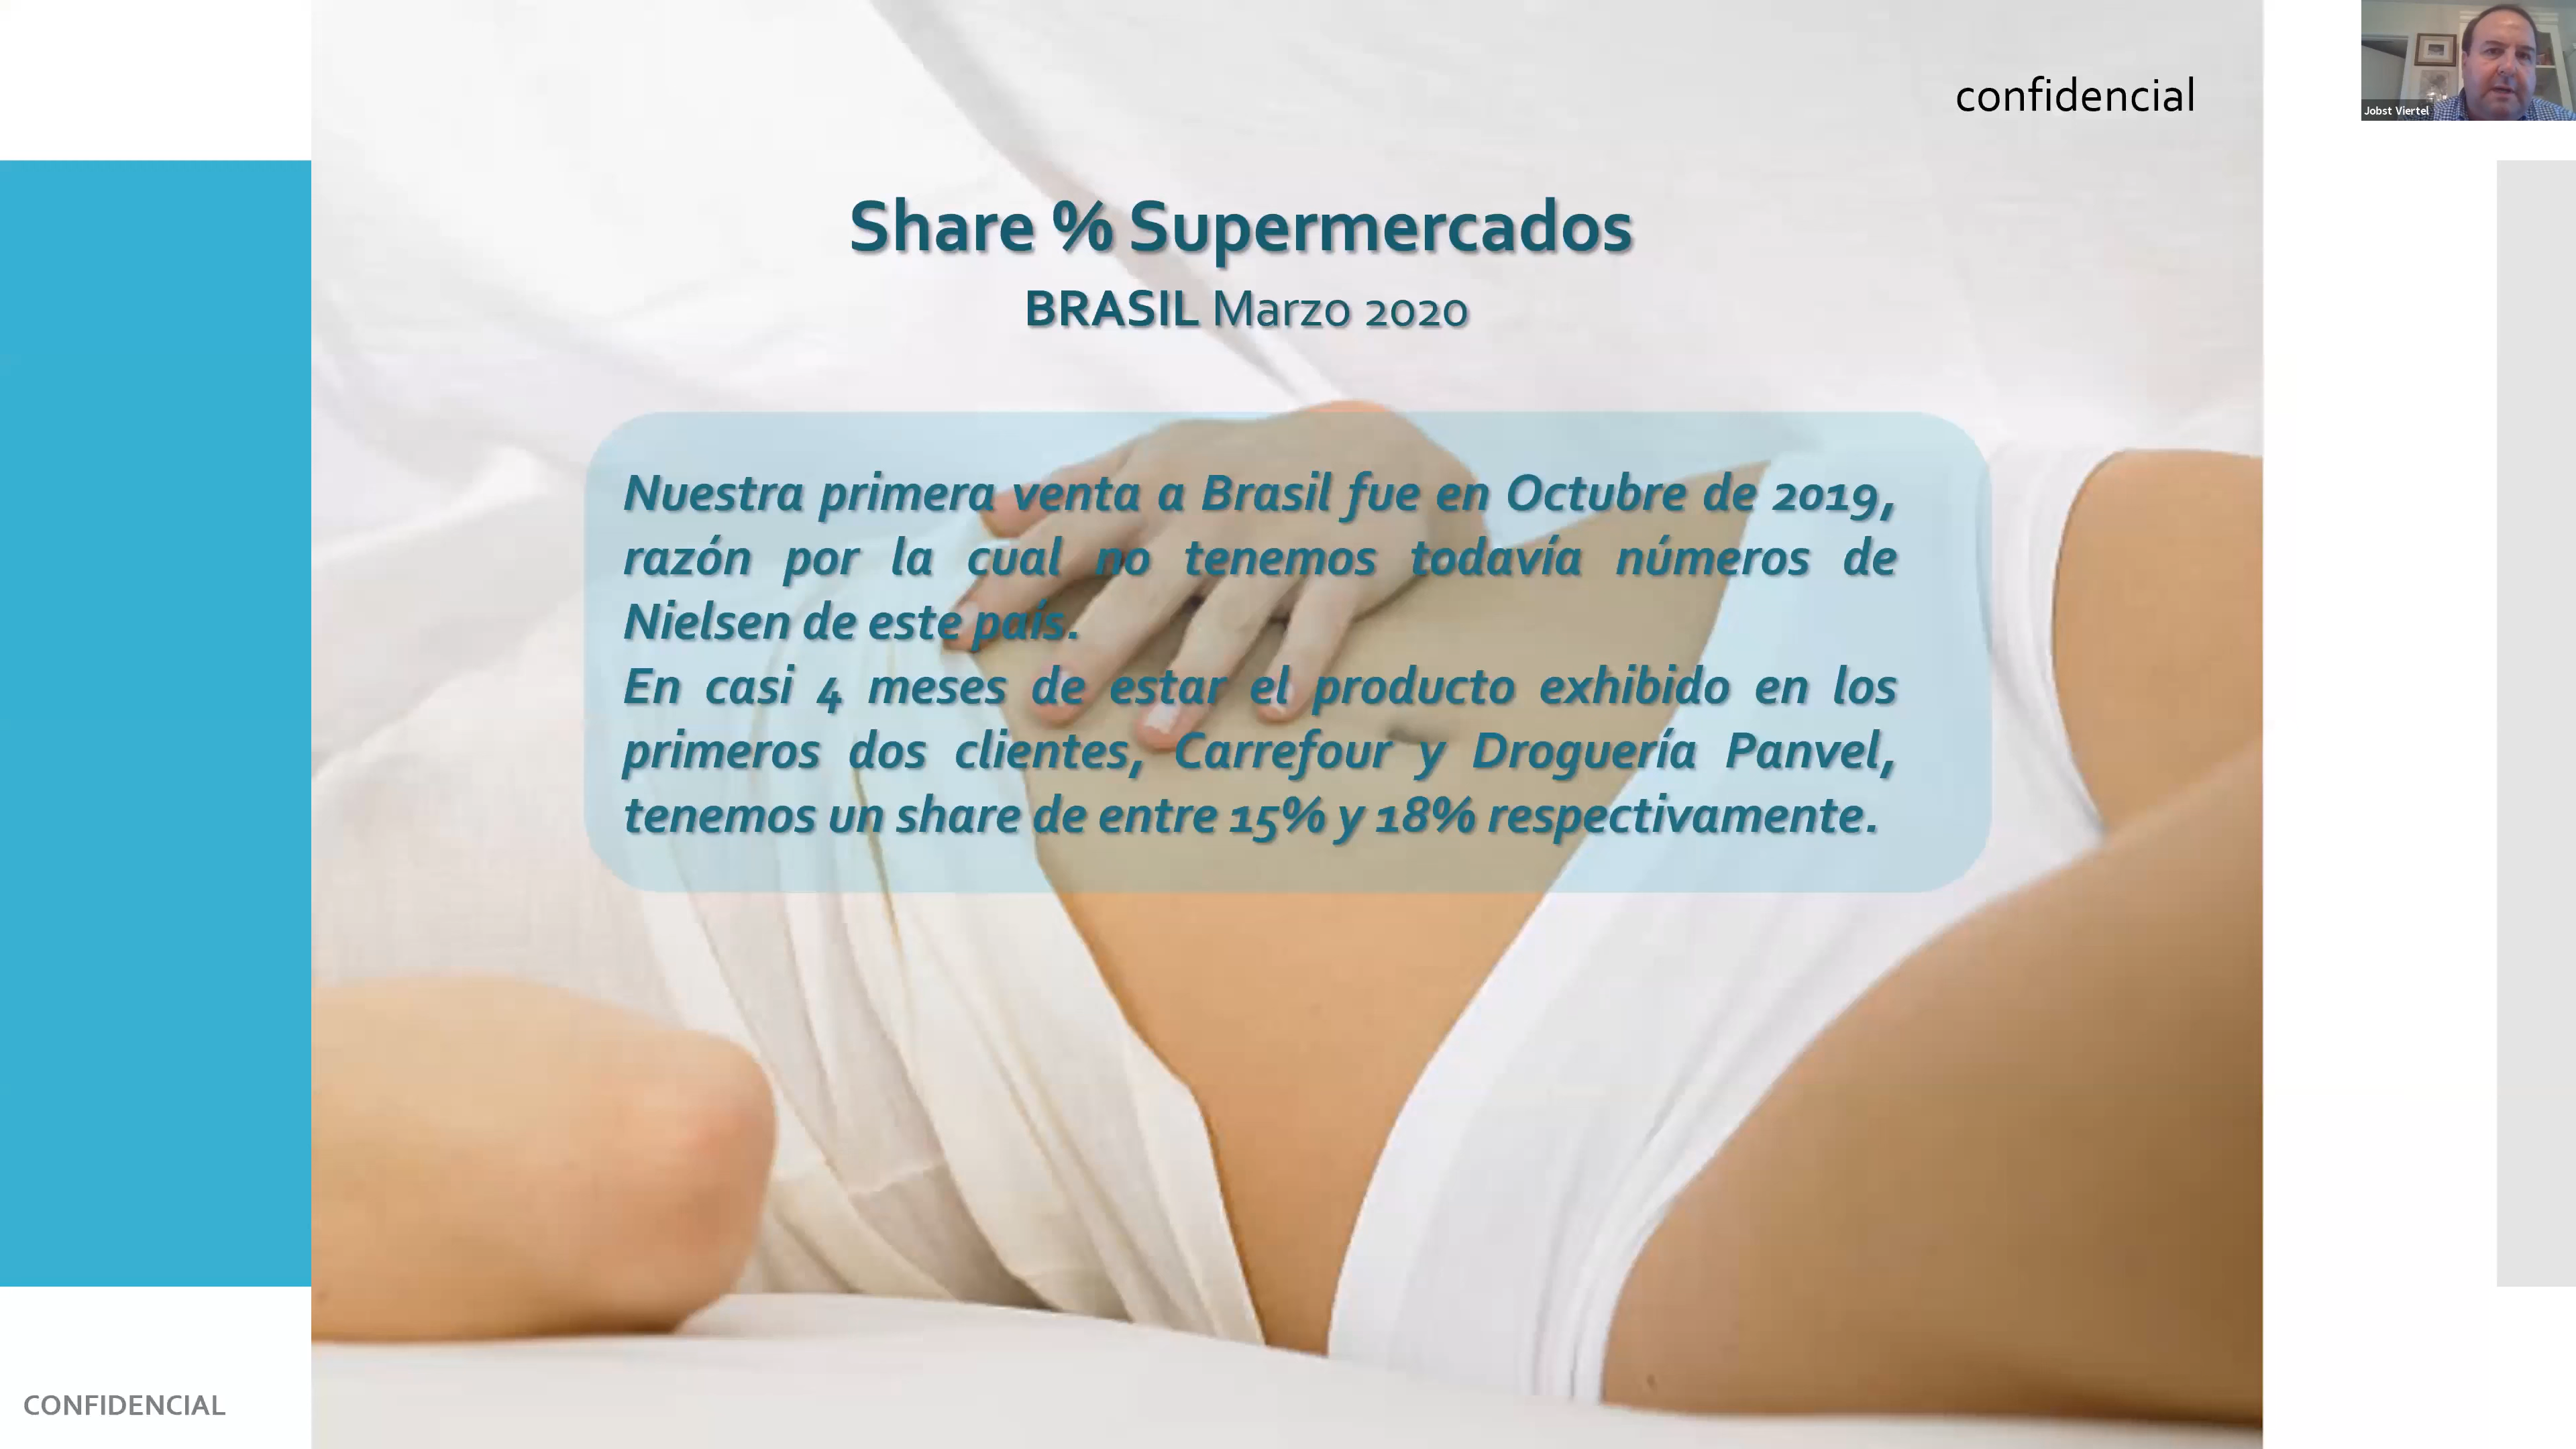 confidencial
Jobst Viertel
Share % Supermercados
BRASIL Marzo 2020
Nuestra primera venta a Brasil fue en Octubre de 2019,
razón por la cual no tenemos todavía números de
Nielsen de este país.
En casi 4 meses de estar el producto exhibido en los
primeros dos clientes, Carrefour y Droguería Panvel,
tenemos un share de entre 15% y 18% respectivamente.
CONFIDENCIAL